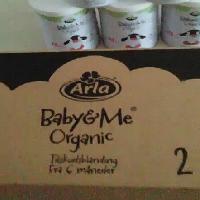 Arla
Baby&Me®
Organic
Tilskudsblanding
Fra 6 måneder
2